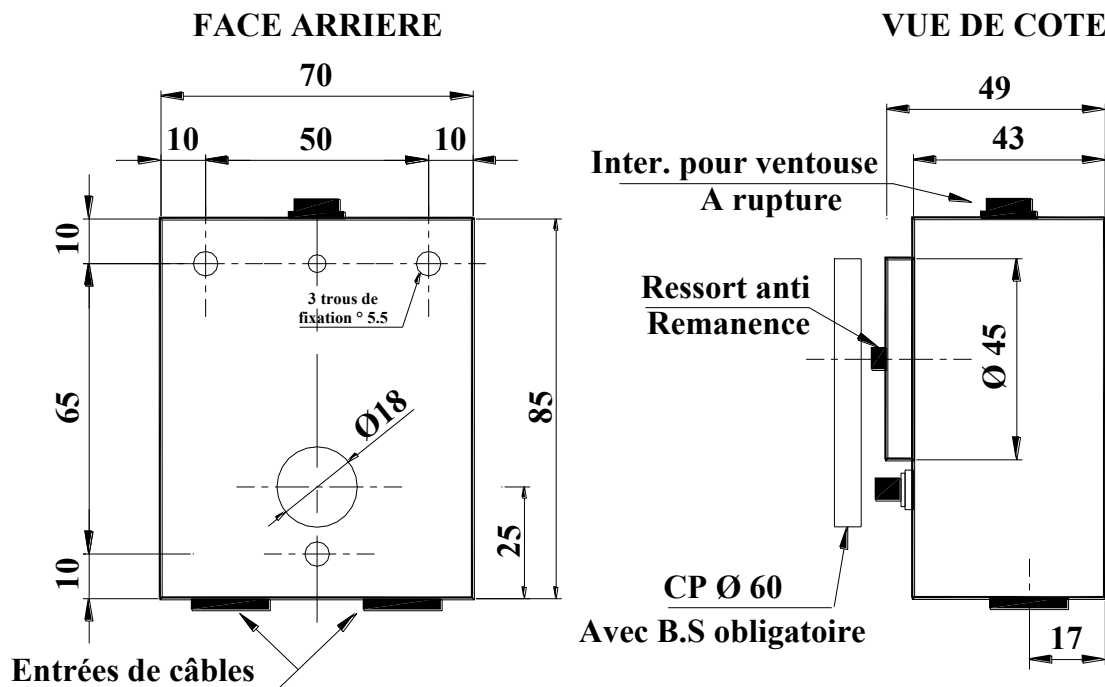 FACE ARRIERE
VUE DE COTE
70
49
10
50
10
43
Inter. pour ventouse
A rupture
10
3 trous de
fixation ° 5.5
Ressort anti
Remanence
Ø 45
65
85
Ø18
25
10
CP Ø 60
Avec B.S obligatoire
17
Entrées de câbles